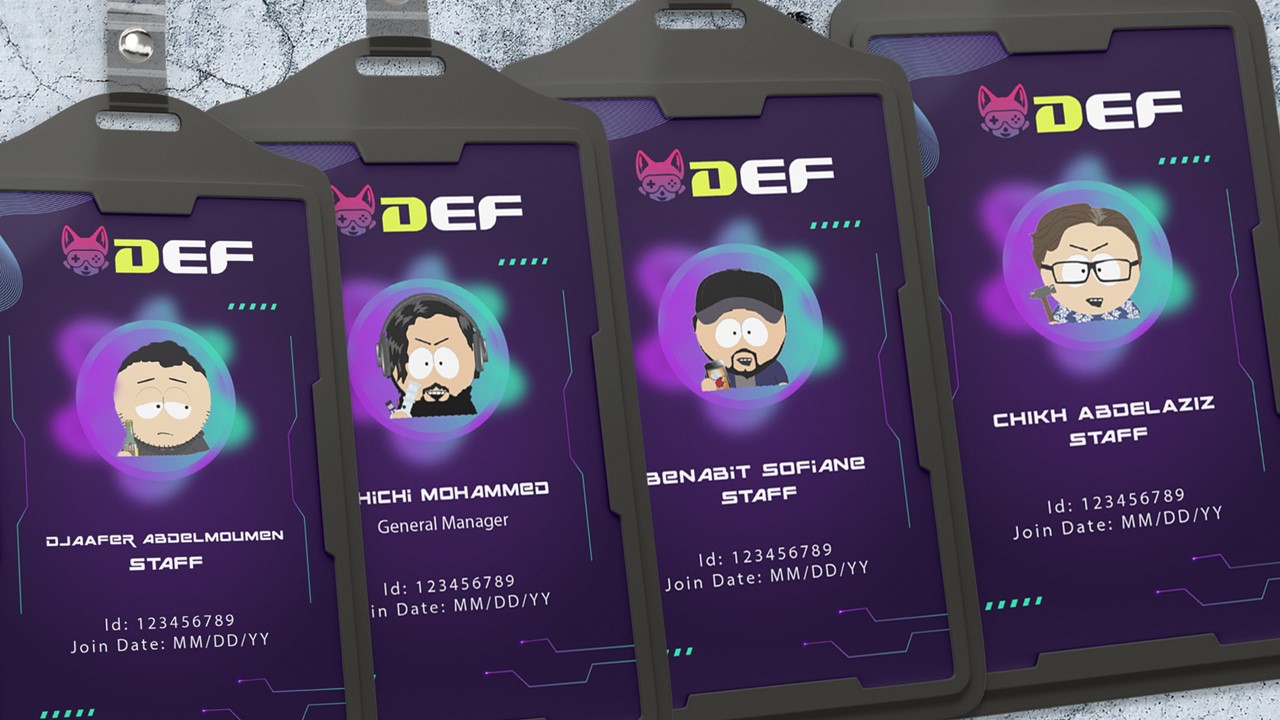 DEF
DJAAFER ABDELMOUMEN
STAFF
Id: 123456789
Join Date: MM/DD/YY
DEF
HICHI MOHAMMED
General Manager
Id: 123456789
in Date: MM/DD/YY
DEF
BENABIT SOFIANE
STAFF
Id: 123456789
Join Date: MM/DD/YY
DEF
CHIKH ABDELAZIZ
STAFF
Id: 123456789
Join Date: MM/DD/YY